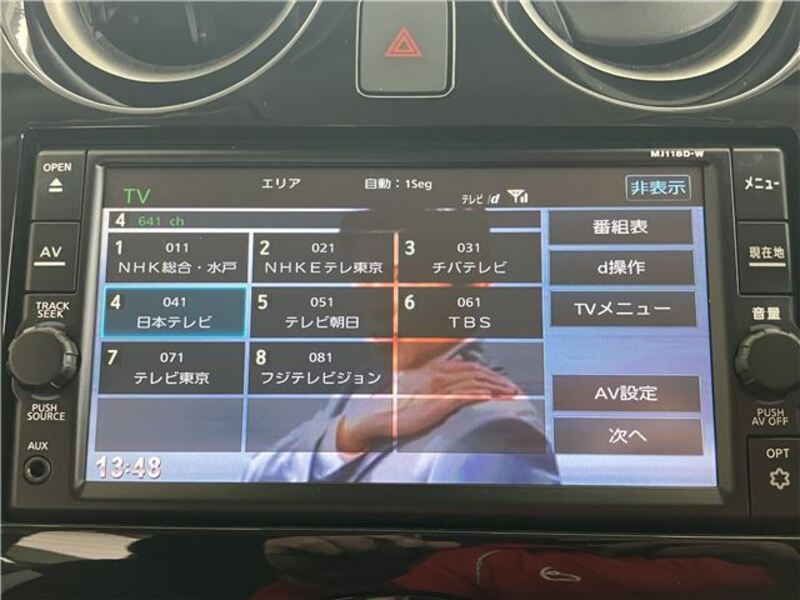 MJ118D-W
OPEN
AV
TRACK
SEEK
PUSH
SOURCE
AUX
TV
エリア
自動：1Seg
テレビ/d
非表示
4 641 ch
1 011
NHK総合・水戸
2 021
NHKEテレ東京
3 031
チバテレビ
4 041
日本テレビ
5 051
テレビ朝日
6 061
TBS
7 071
テレビ東京
8 081
フジテレビジョン
番組表
d操作
TVメニュー
AV設定
次へ
13:48
メニュー
現在地
音量
PUSH
AV OFF
OPT